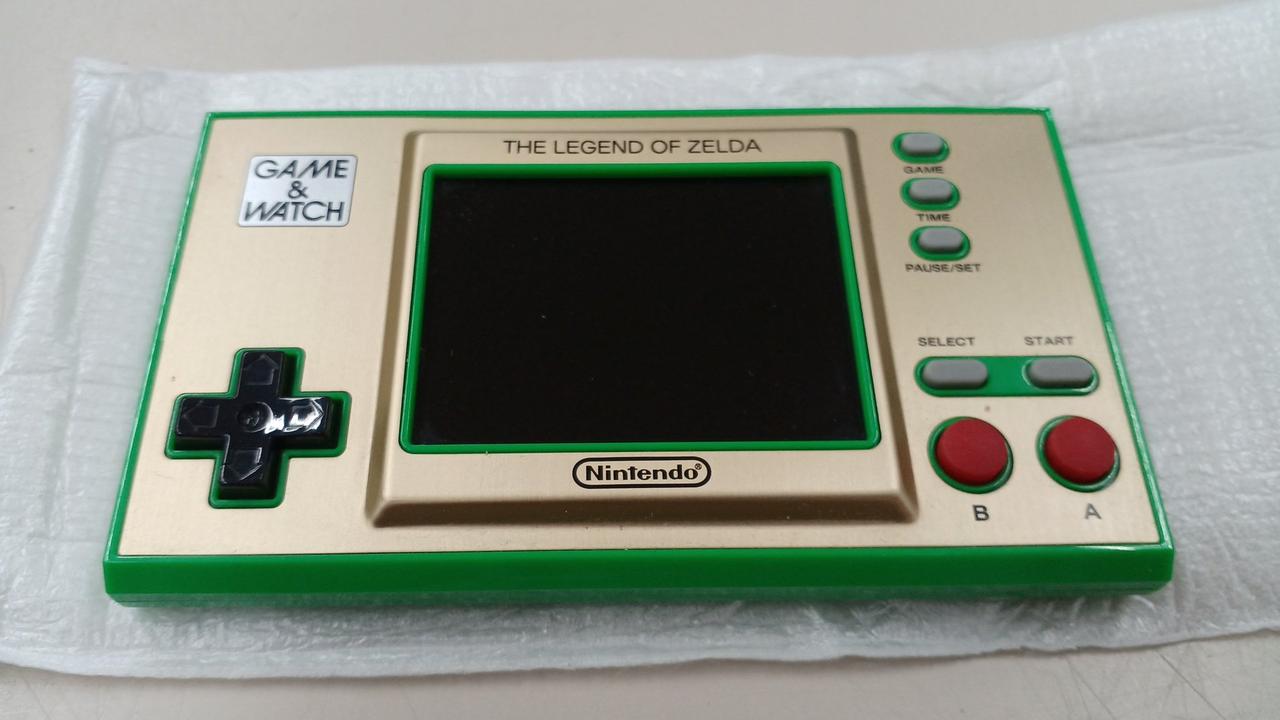 GAME
&
WATCH
THE LEGEND OF ZELDA
GAME
TIME
PAUSE/SET
SELECT START
Nintendo®
B A